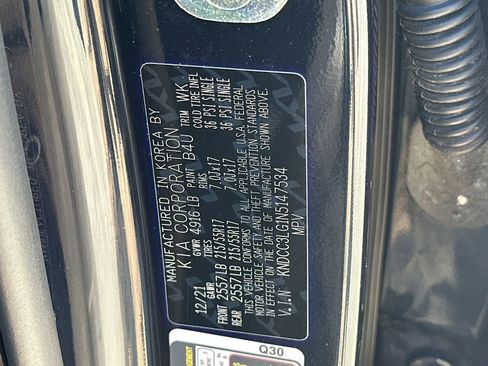 MANUFACTURED IN KOREA BY
KIA CORPORATION
12/21 GVWR 4916 LB PAINT B4U TRIM WK
GAWR TIRES RIMS COLD TIRE INFL
FRONT 2557LB 215/55R17 7.0JX17 36 PSI SINGLE
REAR 2557LB 215/55R17 7.0JX17 36 PSI SINGLE
THIS VEHICLE CONFORMS TO ALL APPLICABLE U.S.A. FEDERAL
MOTOR VEHICLE SAFETY AND THEFT PREVENTION STANDARDS
IN EFFECT ON THE DATE OF MANUFACTURE SHOWN ABOVE.
V.I.N: KNDCC3LG1N5147534
MPV
Q30